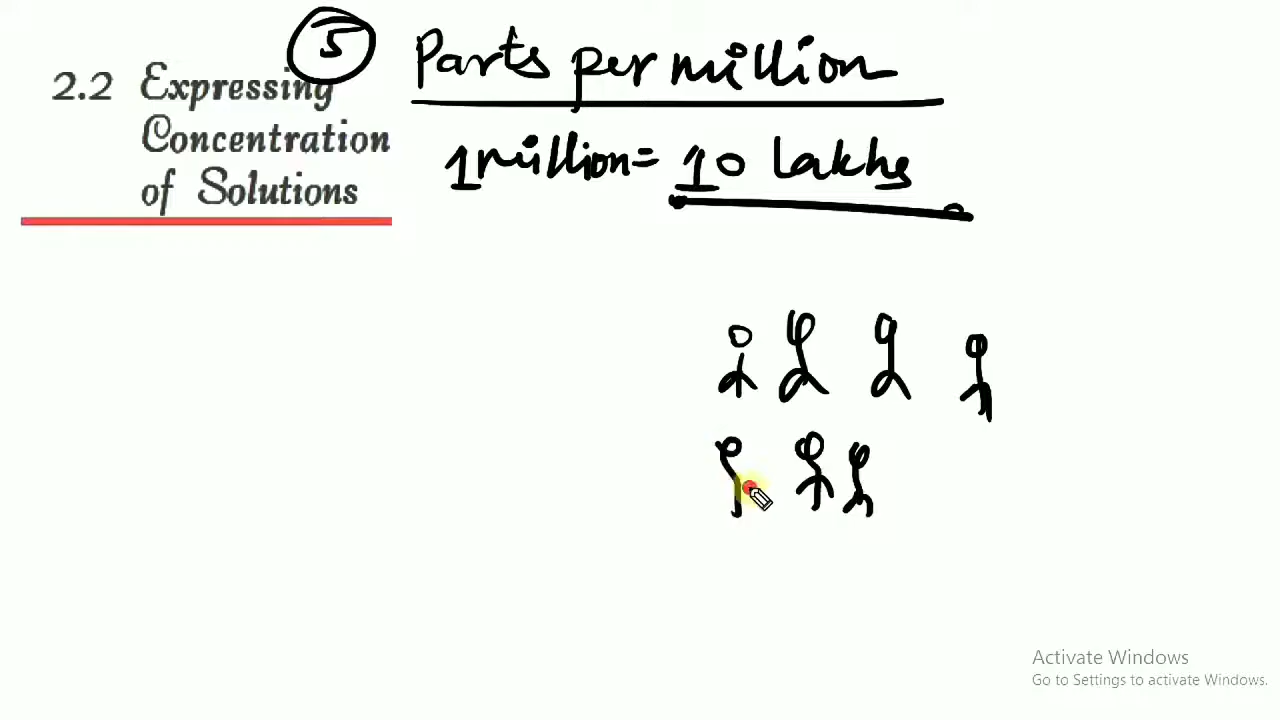 5 Parts per million
2.2 Expressing
Concentration
of Solutions
1 million = 10 lakhs
Activate Windows
Go to Settings to activate Windows.